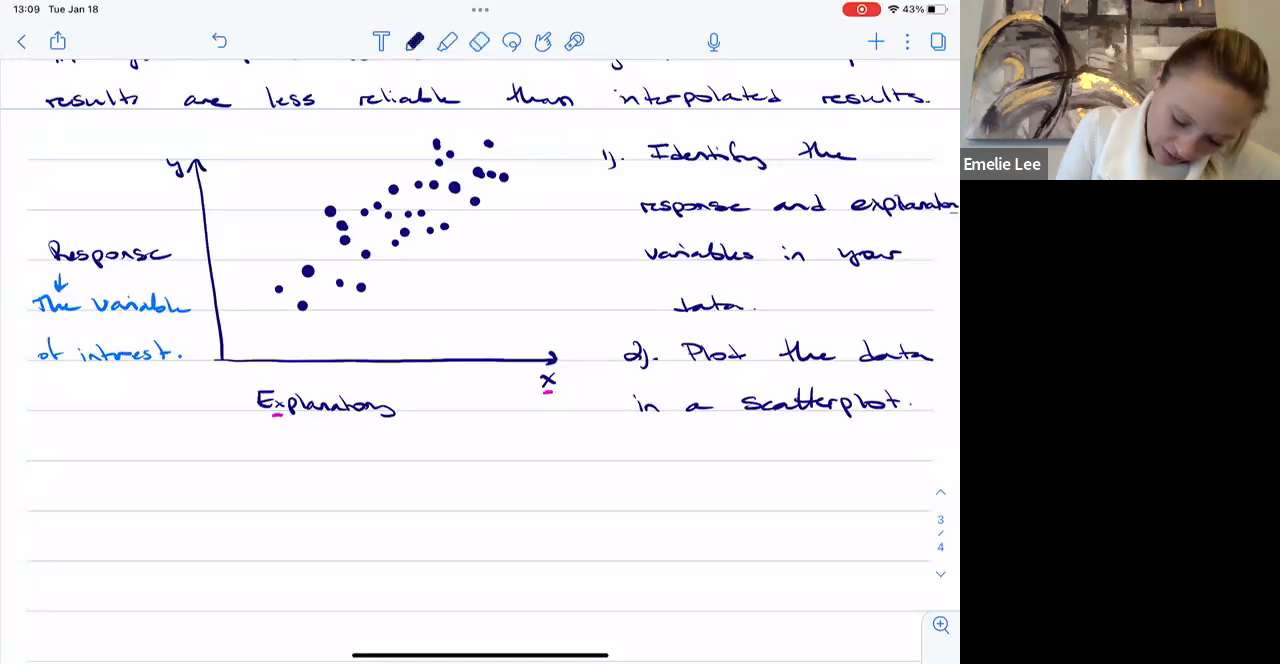 13:09 Tue Jan 18
43%
results are less reliable than interpolated results.
y
Response
The variable
of interest.
x
Explanatory
1). Identify the
response and explanatory
variables in your
data.
2). Plot the data
in a scatterplot.
3
4
Emelie Lee